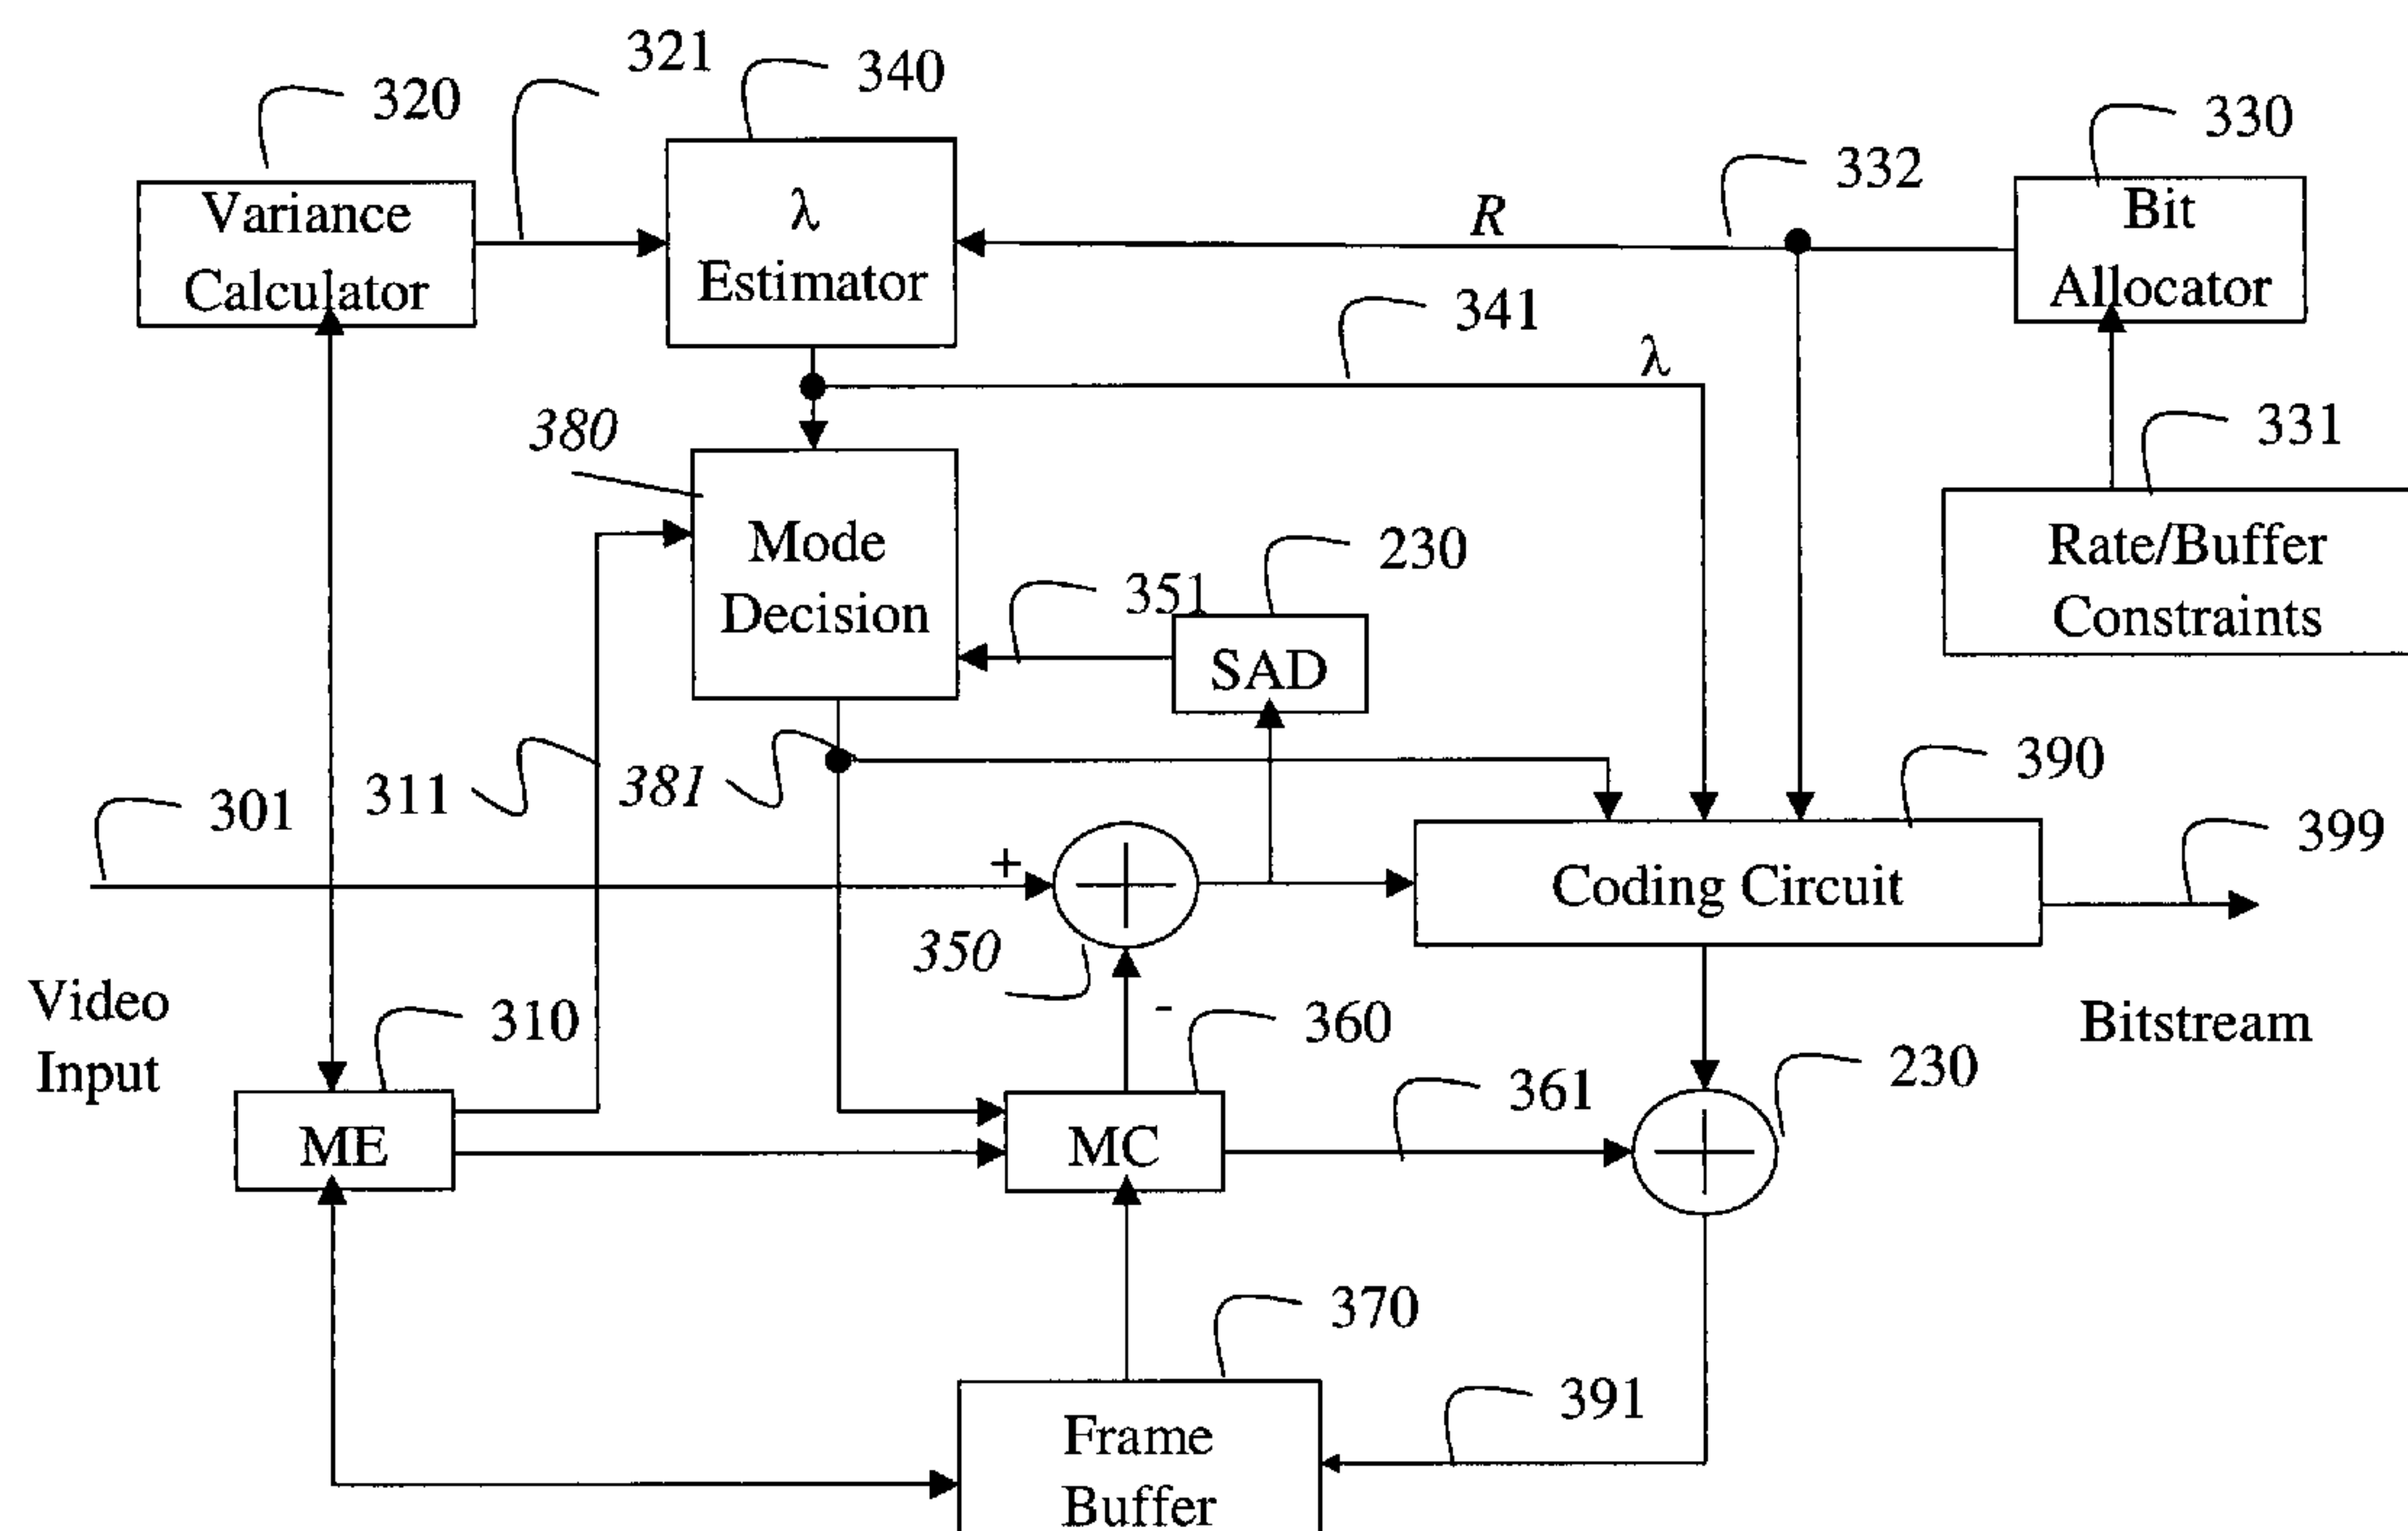 321
340
320
330
332
Variance
Calculator
λ
Estimator
R
Bit
Allocator
341
λ
380
331
Mode
Decision
230
351
SAD
Rate/Buffer
Constraints
311
381
390
301
399
+
Coding Circuit
350
Video
Input
310
-
360
Bitstream
230
361
ME
MC
370
391
Frame
Buffer